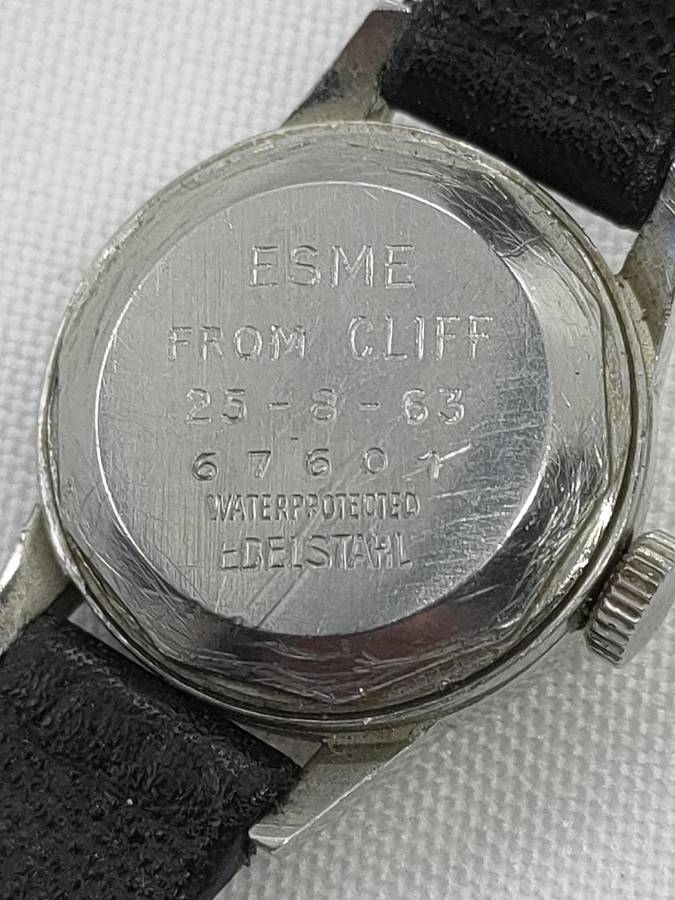 ESME
FROM CLIFF
25-8-63
67601
WATERPROTECTED
EDELSTAHL